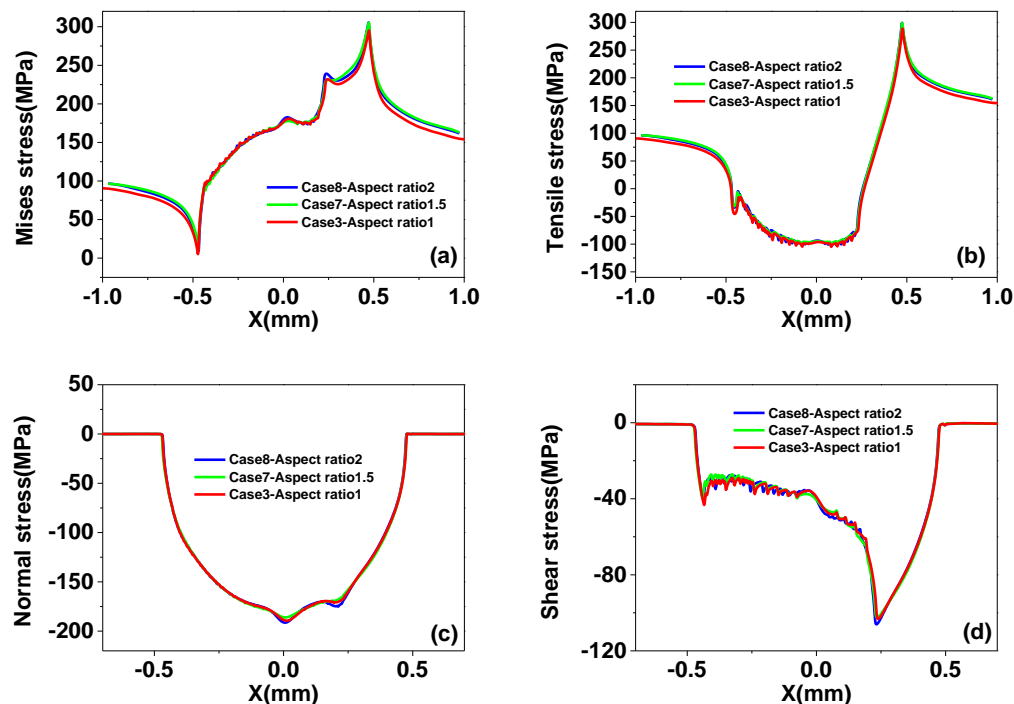 Mises stress(MPa)
300
250
200
150
100
50
0
Case8-Aspect ratio2
Case7-Aspect ratio1.5
Case3-Aspect ratio1
(a)
-1.0 -0.5 0.0 0.5 1.0
X(mm)
Tensile stress(MPa)
300
250
200
150
100
50
0
-50
-100
-150
Case8-Aspect ratio2
Case7-Aspect ratio1.5
Case3-Aspect ratio1
(b)
-1.0 -0.5 0.0 0.5 1.0
X(mm)
Normal stress(MPa)
50
0
-50
-100
-150
-200
Case8-Aspect ratio2
Case7-Aspect ratio1.5
Case3-Aspect ratio1
(c)
-0.5 0.0 0.5
X(mm)
Shear stress(MPa)
0
-40
-80
-120
Case8-Aspect ratio2
Case7-Aspect ratio1.5
Case3-Aspect ratio1
(d)
-0.5 0.0 0.5
X(mm)